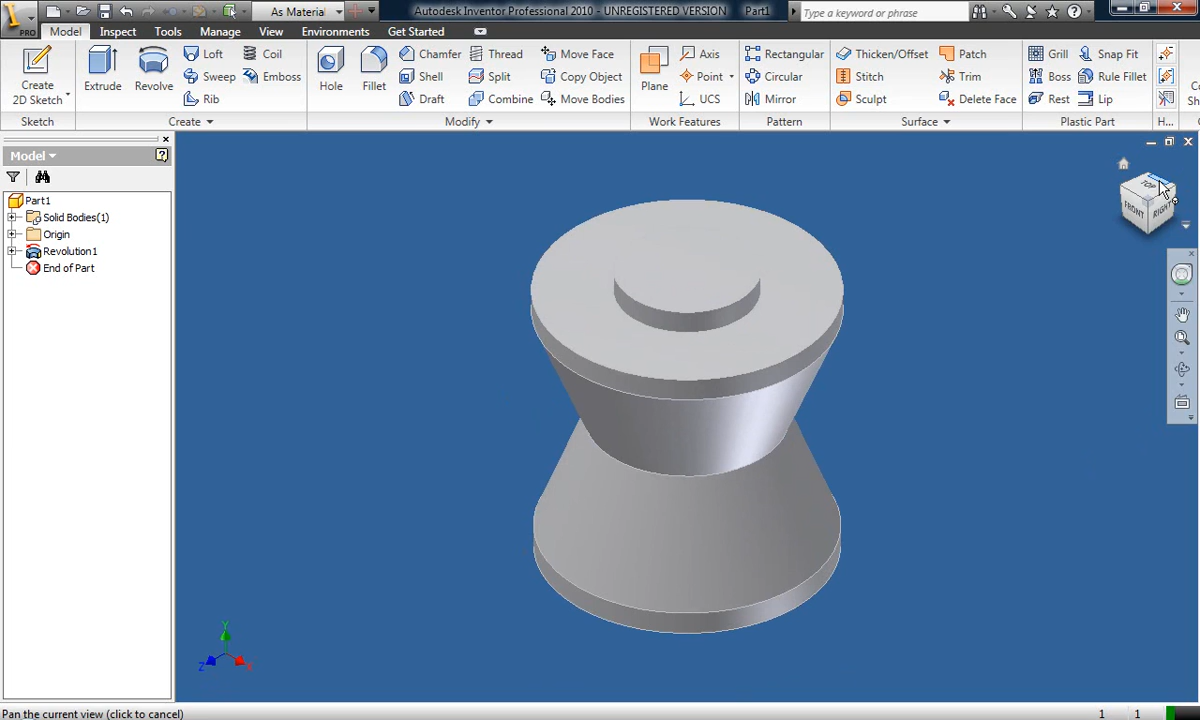 PRO
As Material
Autodesk Inventor Professional 2010 - UNREGISTERED VERSION Part1
Type a keyword or phrase
Model Inspect Tools Manage View Environments Get Started
Create
2D Sketch
Extrude
Revolve
Loft
Sweep
Rib
Coil
Emboss
Hole
Fillet
Chamfer
Shell
Draft
Thread
Split
Combine
Move Face
Copy Object
Move Bodies
Plane
Axis
Point
UCS
Rectangular
Circular
Mirror
Thicken/Offset
Stitch
Sculpt
Patch
Trim
Delete Face
Grill
Boss
Rest
Snap Fit
Rule Fillet
Lip
Sketch
Create
Modify
Work Features
Pattern
Surface
Plastic Part
H...
Model
Part1
Solid Bodies(1)
Origin
Revolution1
End of Part
TOP
FRONT
RIGHT
Y
Z
X
Pan the current view (click to cancel)
1 1